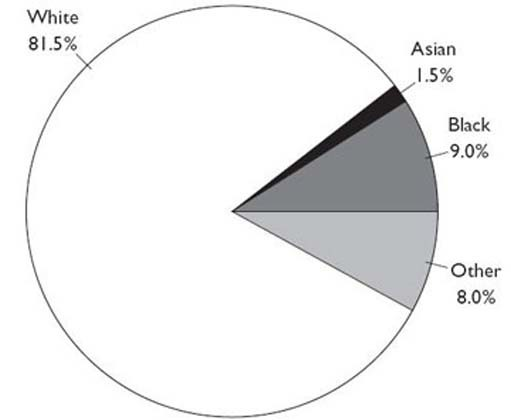 White
81.5%
Asian
1.5%
Black
9.0%
Other
8.0%